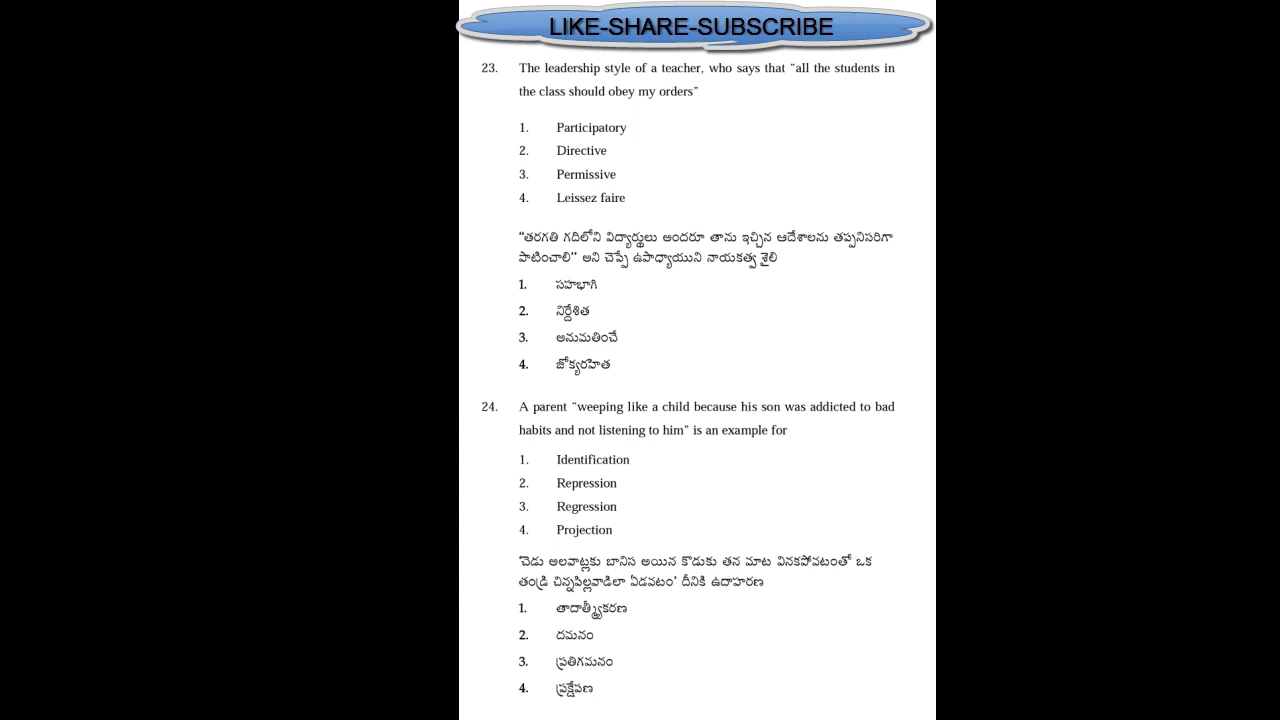 LIKE-SHARE-SUBSCRIBE
23. The leadership style of a teacher, who says that “all the students in
the class should obey my orders”
1. Participatory
2. Directive
3. Permissive
4. Leissez faire
“తరగతి గదిలోని విద్యార్థులు అందరూ తాను ఇచ్చిన ఆదేశాలను తప్పనిసరిగా
పాటించాలి” అని చెప్పే ఉపాధ్యాయుని నాయకత్వ శైలి
1. సహభాగి
2. నిర్దేశిత
3. అనుమతించే
4. జోక్యరహిత
24. A parent “weeping like a child because his son was addicted to bad
habits and not listening to him” is an example for
1. Identification
2. Repression
3. Regression
4. Projection
‘చెడు అలవాట్లకు బానిస అయిన కొడుకు తన మాట వినకపోవటంతో ఒక
తండ్రి చిన్నపిల్లవాడిలా ఏడవటం’ దీనికి ఉదాహరణ
1. తాదాత్మ్యీకరణ
2. దమనం
3. ప్రతిగమనం
4. ప్రక్షేపణ